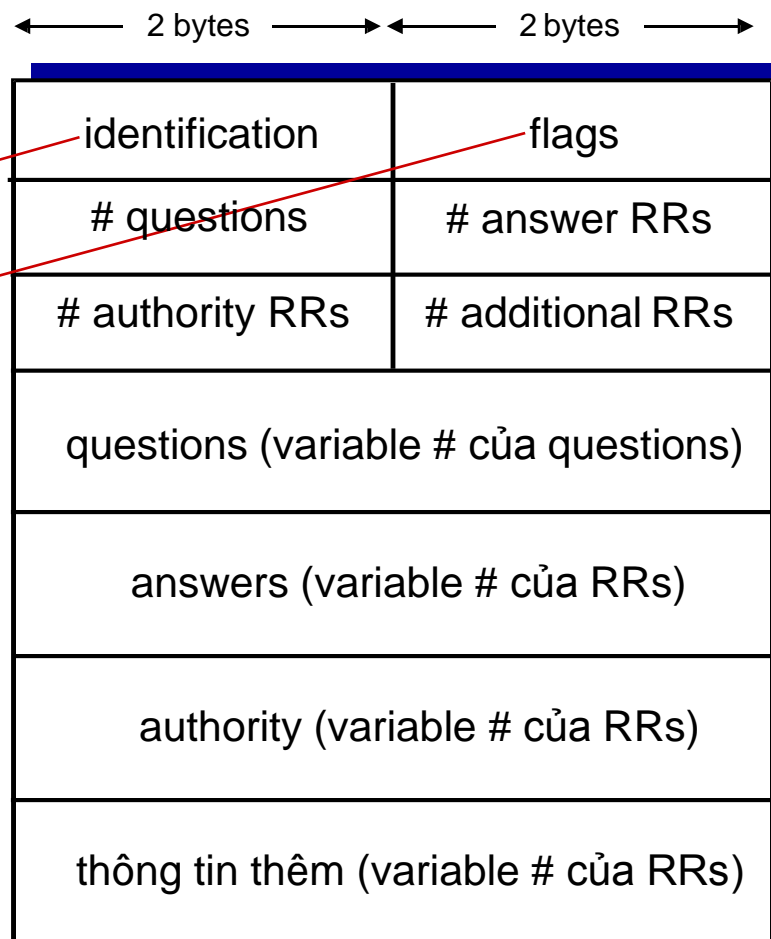 2 bytes 2 bytes
identification flags
# questions # answer RRs
# authority RRs # additional RRs
questions (variable # của questions)
answers (variable # của RRs)
authority (variable # của RRs)
thông tin thêm (variable # của RRs)